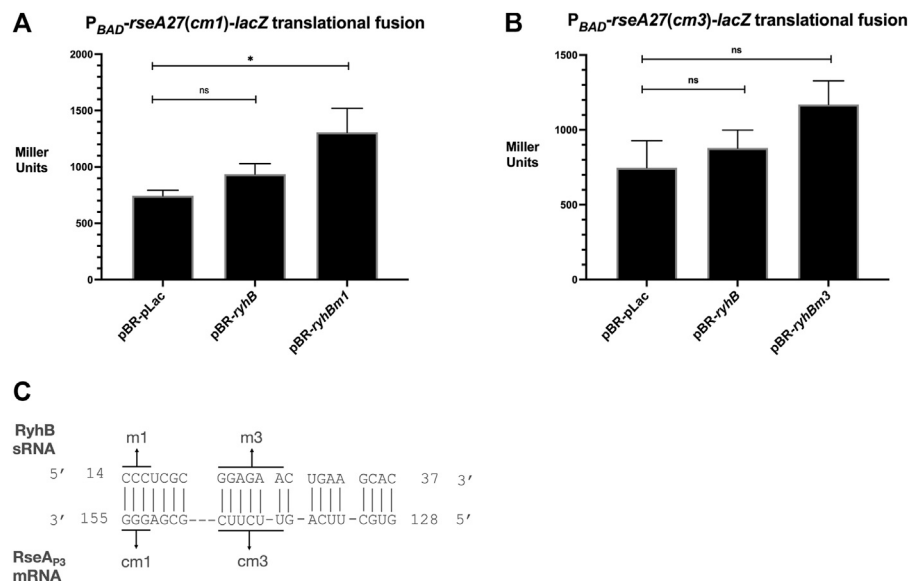 A
P_BAD-rseA27(cm1)-lacZ translational fusion
2000
1500
1000
500
0
Miller
Units
*
ns
pBR-pLac
pBR-ryhB
pBR-ryhBm1
B
P_BAD-rseA27(cm3)-lacZ translational fusion
1500
1000
500
0
Miller
Units
ns
ns
pBR-pLac
pBR-ryhB
pBR-ryhBm3
C
RyhB
sRNA
m1 m3
5' 14 CCCUCGC GGAGA AC UGAA GCAC 37 3'
3' 155 GGGAGCG---CUUCU-UG-ACUU-CGUG 128 5'
cm1 cm3
RseA_P3
mRNA